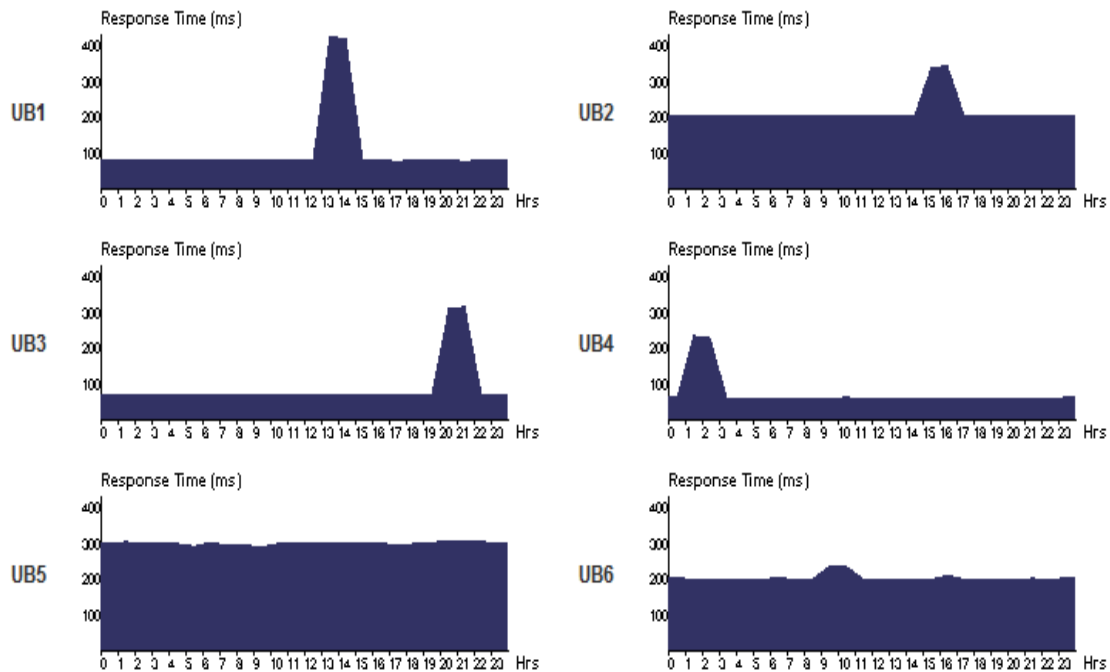 Response Time (ms)
400
300
200
100
UB1
0 1 2 3 4 5 6 7 8 9 10 11 12 13 14 15 16 17 18 19 20 21 22 23 Hrs
Response Time (ms)
400
300
200
100
UB2
0 1 2 3 4 5 6 7 8 9 10 11 12 13 14 15 16 17 18 19 20 21 22 23 Hrs
Response Time (ms)
400
300
200
100
UB3
0 1 2 3 4 5 6 7 8 9 10 11 12 13 14 15 16 17 18 19 20 21 22 23 Hrs
Response Time (ms)
400
300
200
100
UB4
0 1 2 3 4 5 6 7 8 9 10 11 12 13 14 15 16 17 18 19 20 21 22 23 Hrs
Response Time (ms)
400
300
200
100
UB5
0 1 2 3 4 5 6 7 8 9 10 11 12 13 14 15 16 17 18 19 20 21 22 23 Hrs
Response Time (ms)
400
300
200
100
UB6
0 1 2 3 4 5 6 7 8 9 10 11 12 13 14 15 16 17 18 19 20 21 22 23 Hrs